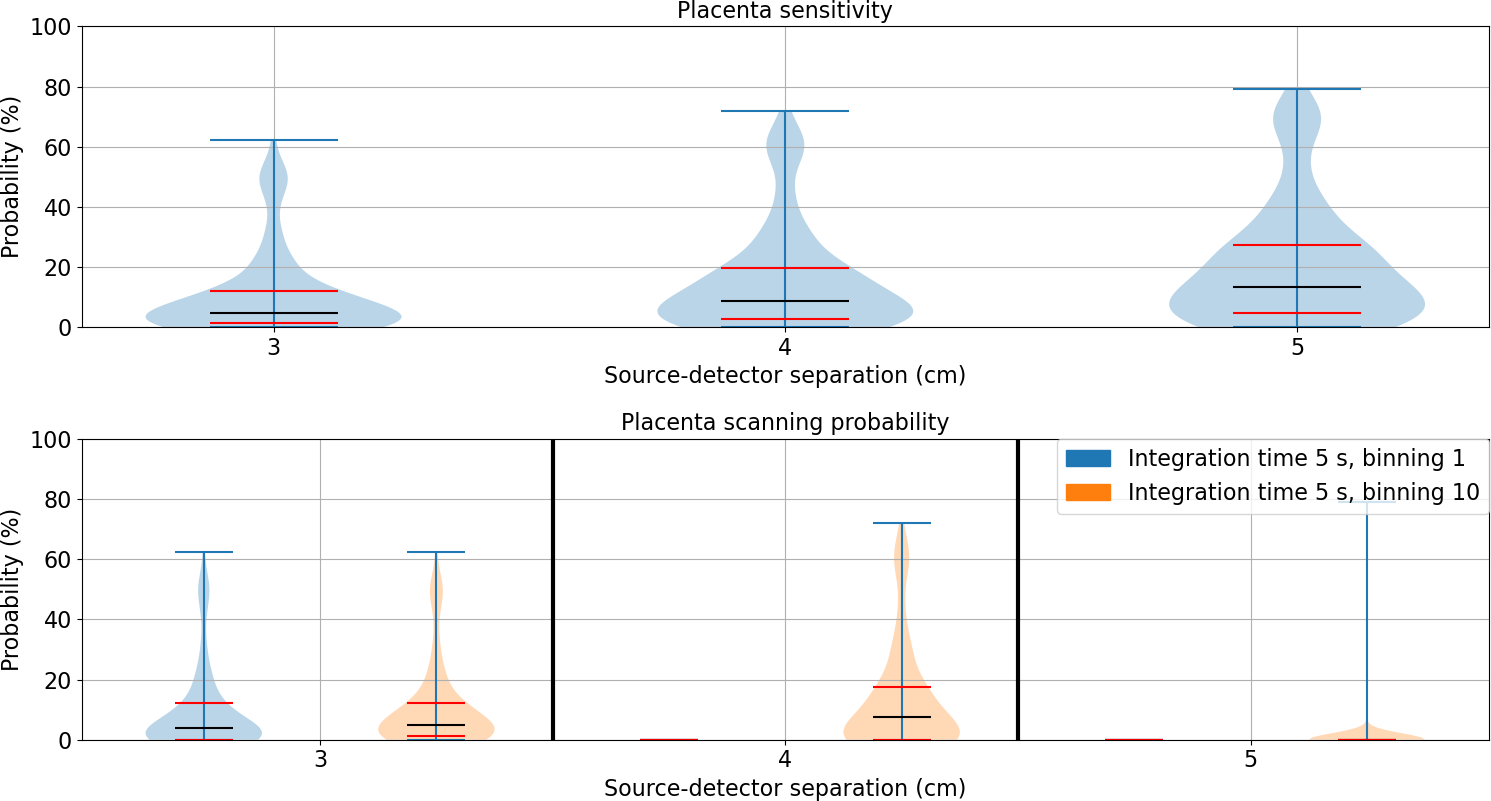 Placenta sensitivity
Probability (%)
100
80
60
40
20
0
3 4 5
Source-detector separation (cm)
Placenta scanning probability
Probability (%)
100
80
60
40
20
0
Integration time 5 s, binning 1
Integration time 5 s, binning 10
3 4 5
Source-detector separation (cm)